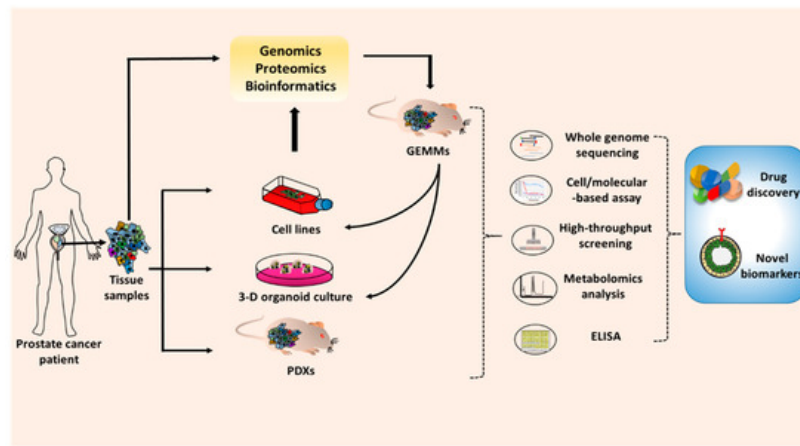 Genomics
Proteomics
Bioinformatics
GEMMs
Whole genome
sequencing
Cell/molecular
-based assay
High-throughput
screening
Metabolomics
analysis
ELISA
Drug
discovery
Novel
biomarkers
Cell lines
3-D organoid culture
PDXs
Tissue
samples
Prostate cancer
patient